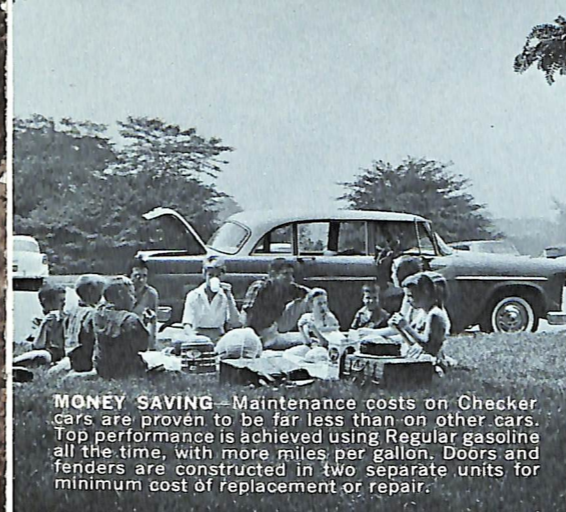 MONEY SAVING—Maintenance costs on Checker
cars are proven to be far less than on other cars.
Top performance is achieved using Regular gasoline
all the time, with more miles per gallon. Doors and
fenders are constructed in two separate units for
minimum cost of replacement or repair.